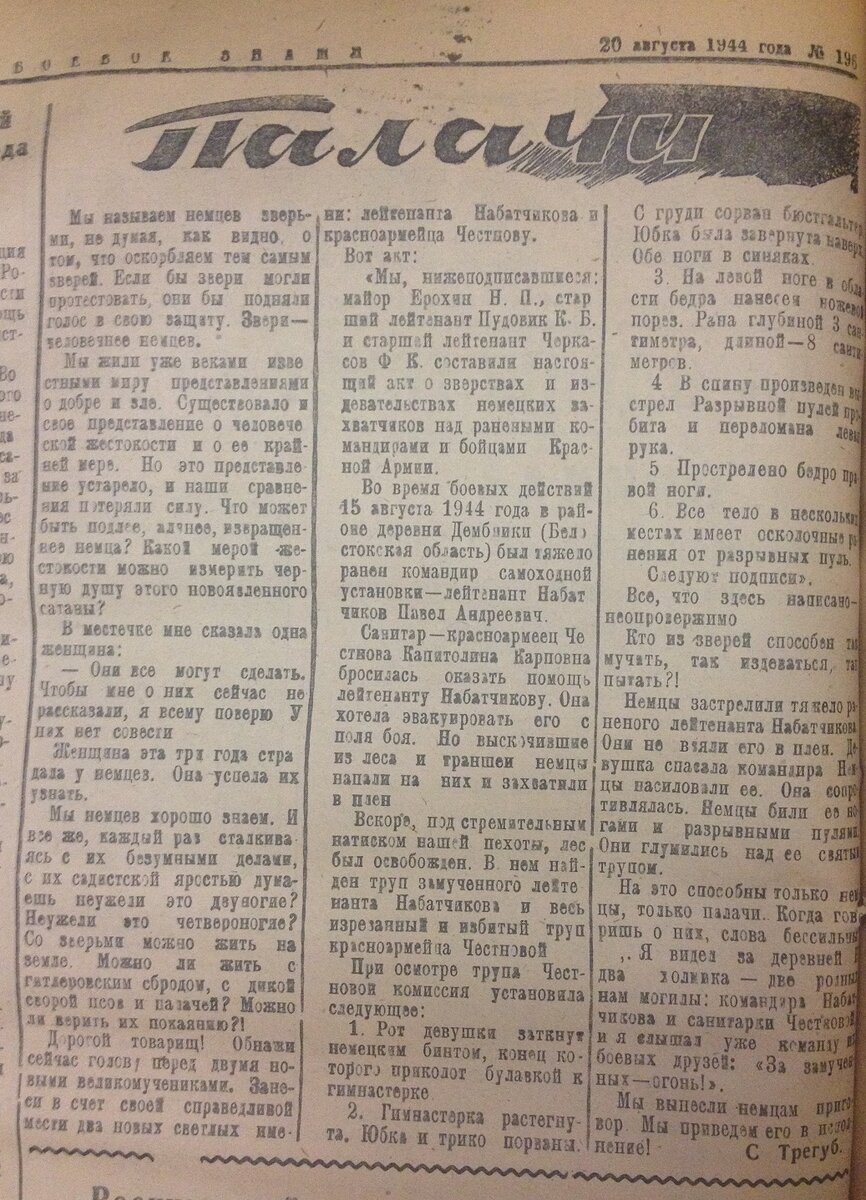 БОЕВОЕ ЗНАМЯ
20 августа 1944 года № 196
Палачи
Мы называем немцев зверь-
ми, не думая, как видно, о
том, что оскорбляем тем самым
зверей. Если бы звери могли
протестовать, они бы подняли
голос в свою защиту. Звери—
человечнее немцев.
Мы жили уже веками изве
стными миру представлениями
о добре и зле. Существовало и
свое представление о человече
ской жестокости и о ее край-
ней мере. Но это представле
ние устарело, и наши сравне-
ния потеряли силу. Что может
быть подлее, алчнее, извращен-
нее немца? Какой мерой же-
стокости можно измерить чер-
ную душу этого новоявленного
сатаны?
В местечке мне сказала одна
женщина:
— Они все могут сделать.
Чтобы мне о них сейчас не
рассказали, я всему поверю У
них нет совести
Женщина эта три года стра
дала у немцев. Она успела их
узнать.
Мы немцев хорошо знаем. И
все же, каждый раз сталкива-
ясь с их безумными делами,
с их садистской яростью дума-
ешь неужели это двуногие?
Неужели это четвероногие?
Со зверьми можно жить на
земле. Можно ли жить с
гитлеровским сбродом, с дикой
сворой псов и палачей? Можно
ли верить их покаянию?!
Дорогой товарищ! Обнажи
сейчас голову перед двумя но-
выми великомучениками. Зане-
си в счет своей справедливой
мести два новых светлых име-
ни: лейтенанта Набатчикова и
красноармейца Честнову.
Вот акт:
«Мы, нижеподписавшиеся:
майор Ерохин Н. П., стар
ший лейтенант Пудовик К. Б.
и старший лейтенант Черка-
сов Ф К. составили настоя-
щий акт о зверствах и из-
девательствах немецких за-
хватчиков над ранеными ко-
мандирами и бойцами Крас-
ной Армии.
Во время боевых действий
15 августа 1944 года в рай-
оне деревни Дембники (Бел
стокская область) был тяжело
ранен командир самоходной
установки—лейтенант Набат
чиков Павел Андреевич.
Санитар—красноармеец Че
стнова Капитолина Карповна
бросилась оказать помощь
лейтенанту Набатчикову. Она
хотела эвакуировать его с
поля боя. Но выскочившие
из леса и траншеи немцы
напали на них и захватили
в плен
Вскоре, под стремительным
натиском нашей пехоты, лес
был освобожден. В нем най-
ден труп замученного лейте
нанта Набатчикова и весь
изрезанный и избитый труп
красноармейца Честновой
При осмотре трупа Чест-
новой комиссия установила
следующее:
1. Рот девушки заткнут
немецким бинтом, конец ко-
торого приколот булавкой к
гимнастерке
2. Гимнастерка растегну-
та. Юбка и трико порваны.
С груди сорван бюстгальтер
Юбка была завернута наверх
Обе ноги в синяках.
3. На левой ноге в обла
сти бедра нанесен ножевой
порез. Рана глубиной 3 сан
тиметра, длиной—8 санти
метров.
4 В спину произведен вы
стрел Разрывной пулей про
бита и переломана левая
рука.
5 Прострелено бедро пра
вой ноги.
6. Все тело в нескольких
местах имеет осколочные ра
нения от разрывных пуль.
Следуют подписи».
Все, что здесь написано—
неопровержимо
Кто из зверей способен так
мучать, так издеваться, так
пытать?!
Немцы застрелили тяжело ра
неного лейтенанта Набатчикова
Они не взяли его в плен. Де
вушка спасала командира Нем
цы насиловали ее. Она сопро
тивлялась. Немцы били ее но
гами и разрывными пулями
Они глумились над ее святым
трупом.
На это способны только нем
цы, только палачи. Когда гово
ришь о них, слова бессильны
Я видел за деревней
два холмика — две родных
нам могилы: командира Набат
чикова и санитарки Честновой
и я слышал уже команду
боевых друзей: «За замучен
ных—огонь!».
Мы вынесли немцам приго
вор. Мы приведем его в испол
нение!
С Трегуб.